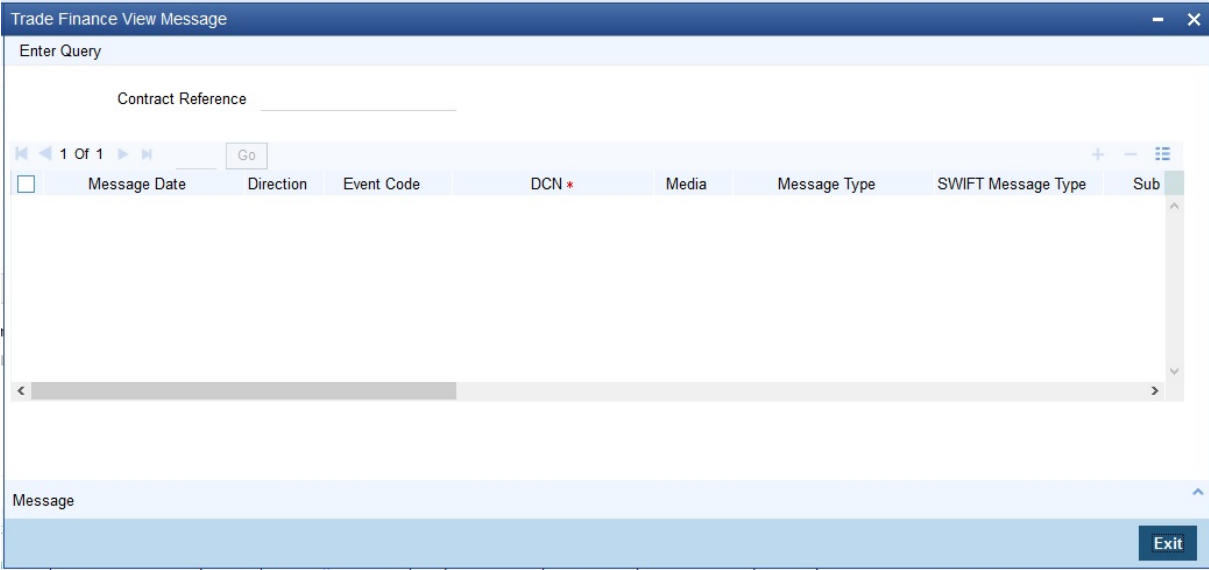 Trade Finance View Message
Enter Query
Contract Reference
1 Of 1 Go
Message Date Direction Event Code DCN * Media Message Type SWIFT Message Type Sub
Message
Exit